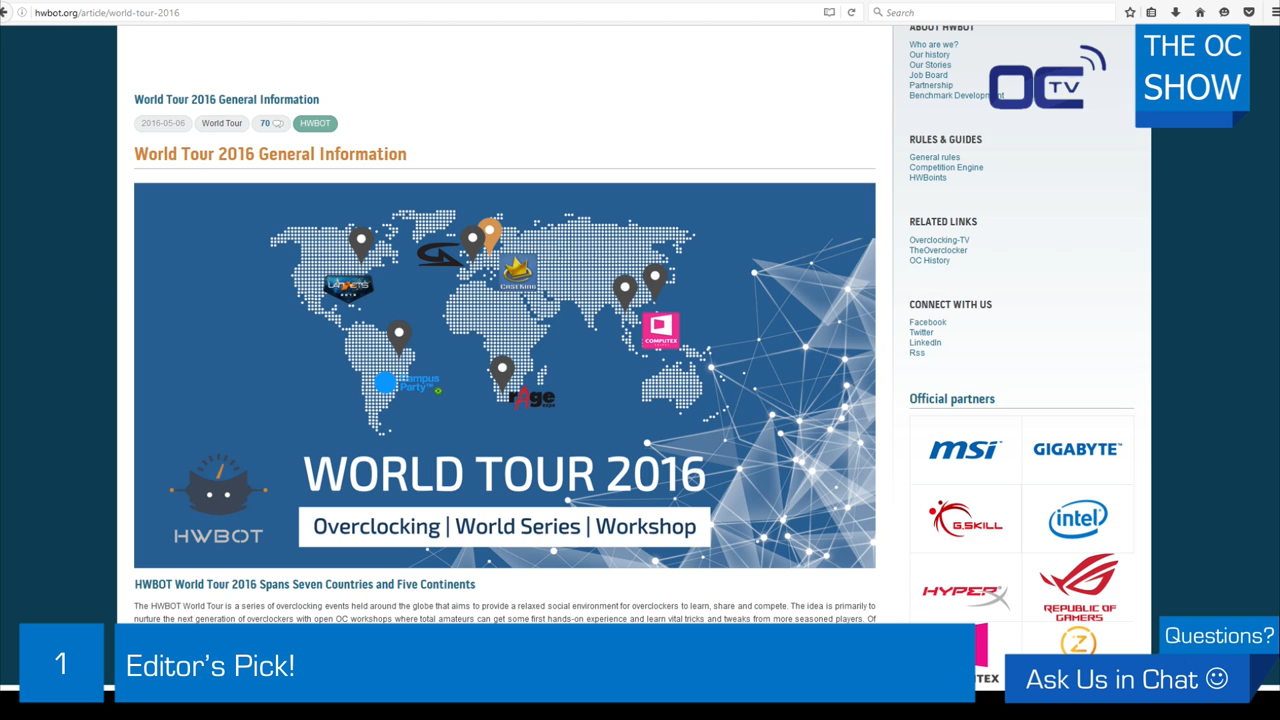 hwbot.org/article/world-tour-2016
Search
World Tour 2016 General Information
2016-05-06
World Tour
70
HWBOT
World Tour 2016 General Information
CASEKING
COMPUTEX
Campus
Party
rAge
expo
HWBOT
WORLD TOUR 2016
Overclocking | World Series | Workshop
HWBOT World Tour 2016 Spans Seven Countries and Five Continents
The HWBOT World Tour is a series of overclocking events held around the globe that aims to provide a relaxed social environment for overclockers to learn, share and compete. The idea is primarily to
nurture the next generation of overclockers with open OC workshops where total amateurs can get some first hands-on experience and learn vital tricks and tweaks from more seasoned players. Of
ABOUT HWBOT
Who are we?
Our history
Our Stories
Job Board
Partnership
Benchmark Development
OC TV
THE OC
SHOW
RULES & GUIDES
General rules
Competition Engine
HWBoints
RELATED LINKS
Overclocking-TV
TheOverclocker
OC History
CONNECT WITH US
Facebook
Twitter
LinkedIn
Rss
Official partners
msi
GIGABYTE™
G.SKILL
intel
HYPERX
REPUBLIC OF
GAMERS
TEX
1
Editor's Pick!
Questions?
Ask Us in Chat ☺